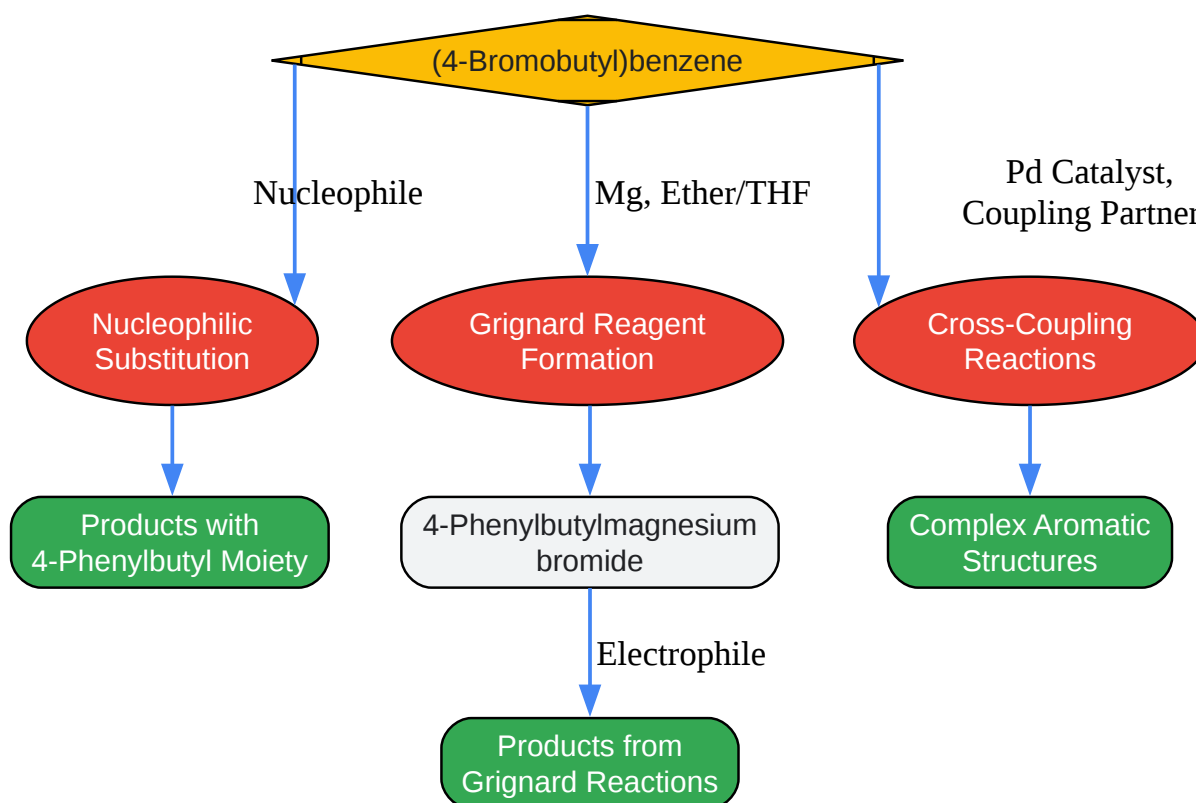 (4-Bromobutyl)benzene
Nucleophile
Mg, Ether/THF
Pd Catalyst,
Coupling Partner
Nucleophilic
Substitution
Grignard Reagent
Formation
Cross-Coupling
Reactions
Products with
4-Phenylbutyl Moiety
4-Phenylbutylmagnesium
bromide
Complex Aromatic
Structures
Electrophile
Products from
Grignard Reactions